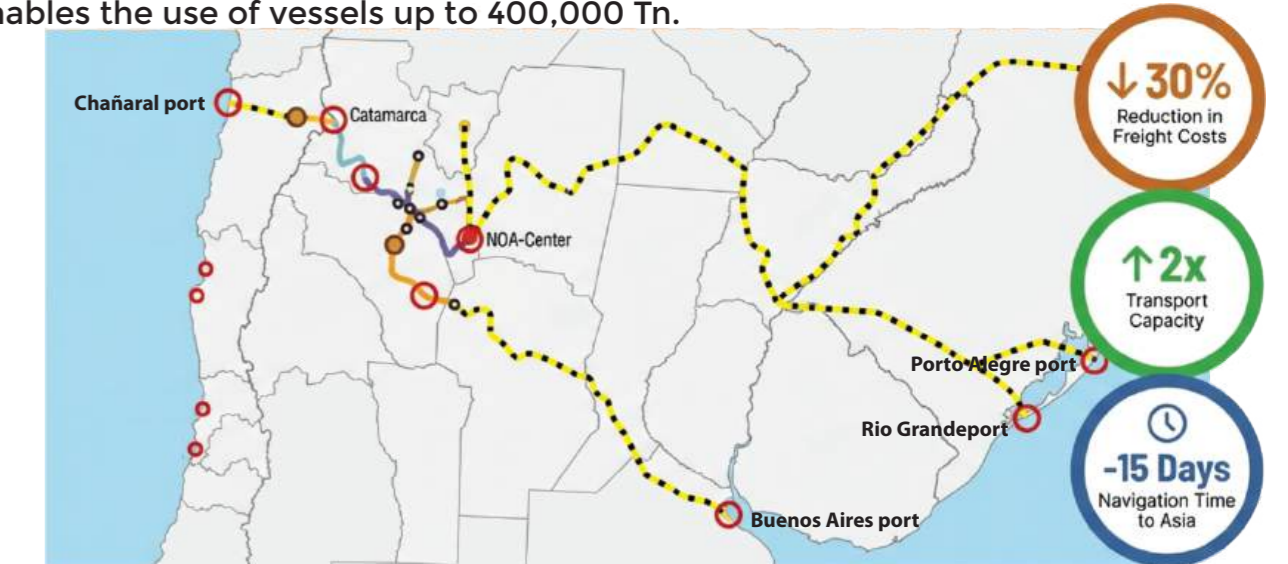 nables the use of vessels up to 400,000 Tn.
Chañaral port
Catamarca
NOA-Center
Porto Alegre port
Rio Grandeport
Buenos Aires port
↓30%
Reduction in
Freight Costs
↑2x
Transport
Capacity
-15 Days
Navigation Time
to Asia